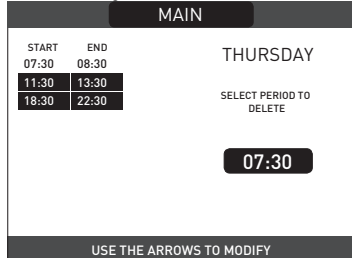 MAIN
START END
07:30 08:30
11:30 13:30
18:30 22:30
THURSDAY
SELECT PERIOD TO
DELETE
07:30
USE THE ARROWS TO MODIFY